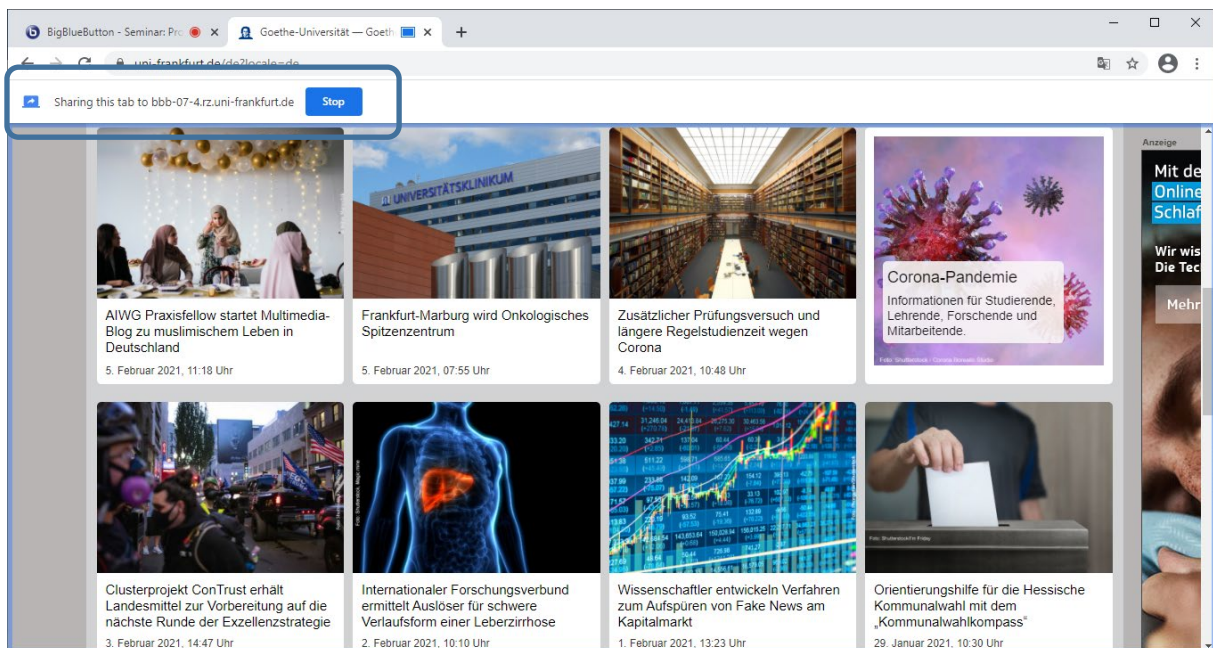 BigBlueButton - Seminar: Pro
Goethe-Universität — Goeth
uni-frankfurt.de/de?locale=de
Sharing this tab to bbb-07-4.rz.uni-frankfurt.de
Stop
Anzeige
Mit de
Online
Schlaf
Wir wis
Die Tec
Mehr
UNIVERSITÄTSKLINIKUM
Corona-Pandemie
Informationen für Studierende,
Lehrende, Forschende und
Mitarbeitende.
AIWG Praxisfellow startet Multimedia-
Blog zu muslimischem Leben in
Deutschland
5. Februar 2021, 11:18 Uhr
Frankfurt-Marburg wird Onkologisches
Spitzenzentrum
5. Februar 2021, 07:55 Uhr
Zusätzlicher Prüfungsversuch und
längere Regelstudienzeit wegen
Corona
4. Februar 2021, 10:48 Uhr
Clusterprojekt ConTrust erhält
Landesmittel zur Vorbereitung auf die
nächste Runde der Exzellenzstrategie
3. Februar 2021, 14:47 Uhr
Internationaler Forschungsverbund
ermittelt Auslöser für schwere
Verlaufsform einer Leberzirrhose
2. Februar 2021, 10:10 Uhr
Wissenschaftler entwickeln Verfahren
zum Aufspüren von Fake News am
Kapitalmarkt
1. Februar 2021, 13:23 Uhr
Orientierungshilfe für die Hessische
Kommunalwahl mit dem
„Kommunalwahlkompass“
29. Januar 2021, 10:30 Uhr